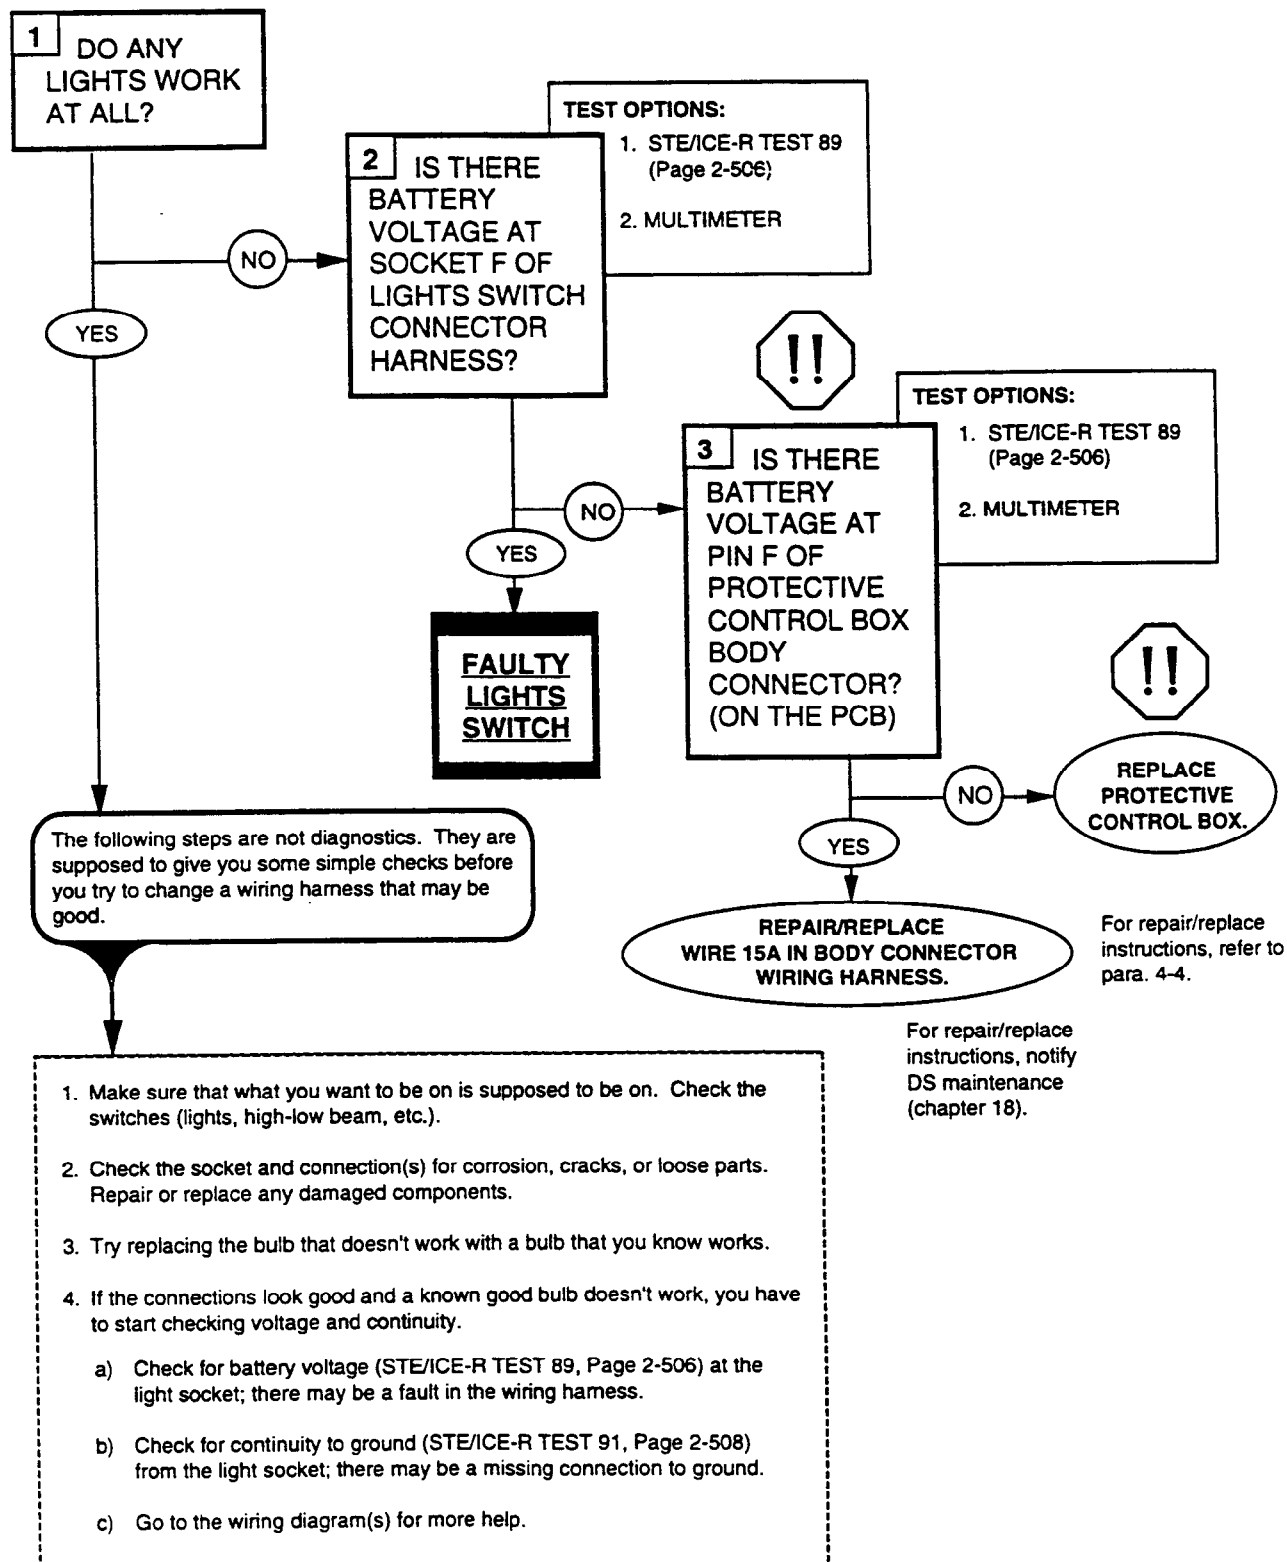 1 DO ANY
LIGHTS WORK
AT ALL?
NO
YES
2 IS THERE
BATTERY
VOLTAGE AT
SOCKET F OF
LIGHTS SWITCH
CONNECTOR
HARNESS?
TEST OPTIONS:
1. STE/ICE-R TEST 89
(Page 2-506)
2. MULTIMETER
NO
YES
FAULTY
LIGHTS
SWITCH
!!
3 IS THERE
BATTERY
VOLTAGE AT
PIN F OF
PROTECTIVE
CONTROL BOX
BODY
CONNECTOR?
(ON THE PCB)
TEST OPTIONS:
1. STE/ICE-R TEST 89
(Page 2-506)
2. MULTIMETER
!!
NO
REPLACE
PROTECTIVE
CONTROL BOX.
YES
REPAIR/REPLACE
WIRE 15A IN BODY CONNECTOR
WIRING HARNESS.
For repair/replace
instructions, refer to
para. 4-4.
For repair/replace
instructions, notify
DS maintenance
(chapter 18).
The following steps are not diagnostics. They are
supposed to give you some simple checks before
you try to change a wiring harness that may be
good.
1. Make sure that what you want to be on is supposed to be on. Check the
switches (lights, high-low beam, etc.).
2. Check the socket and connection(s) for corrosion, cracks, or loose parts.
Repair or replace any damaged components.
3. Try replacing the bulb that doesn't work with a bulb that you know works.
4. If the connections look good and a known good bulb doesn't work, you have
to start checking voltage and continuity.
a) Check for battery voltage (STE/ICE-R TEST 89, Page 2-506) at the
light socket; there may be a fault in the wiring harness.
b) Check for continuity to ground (STE/ICE-R TEST 91, Page 2-508)
from the light socket; there may be a missing connection to ground.
c) Go to the wiring diagram(s) for more help.